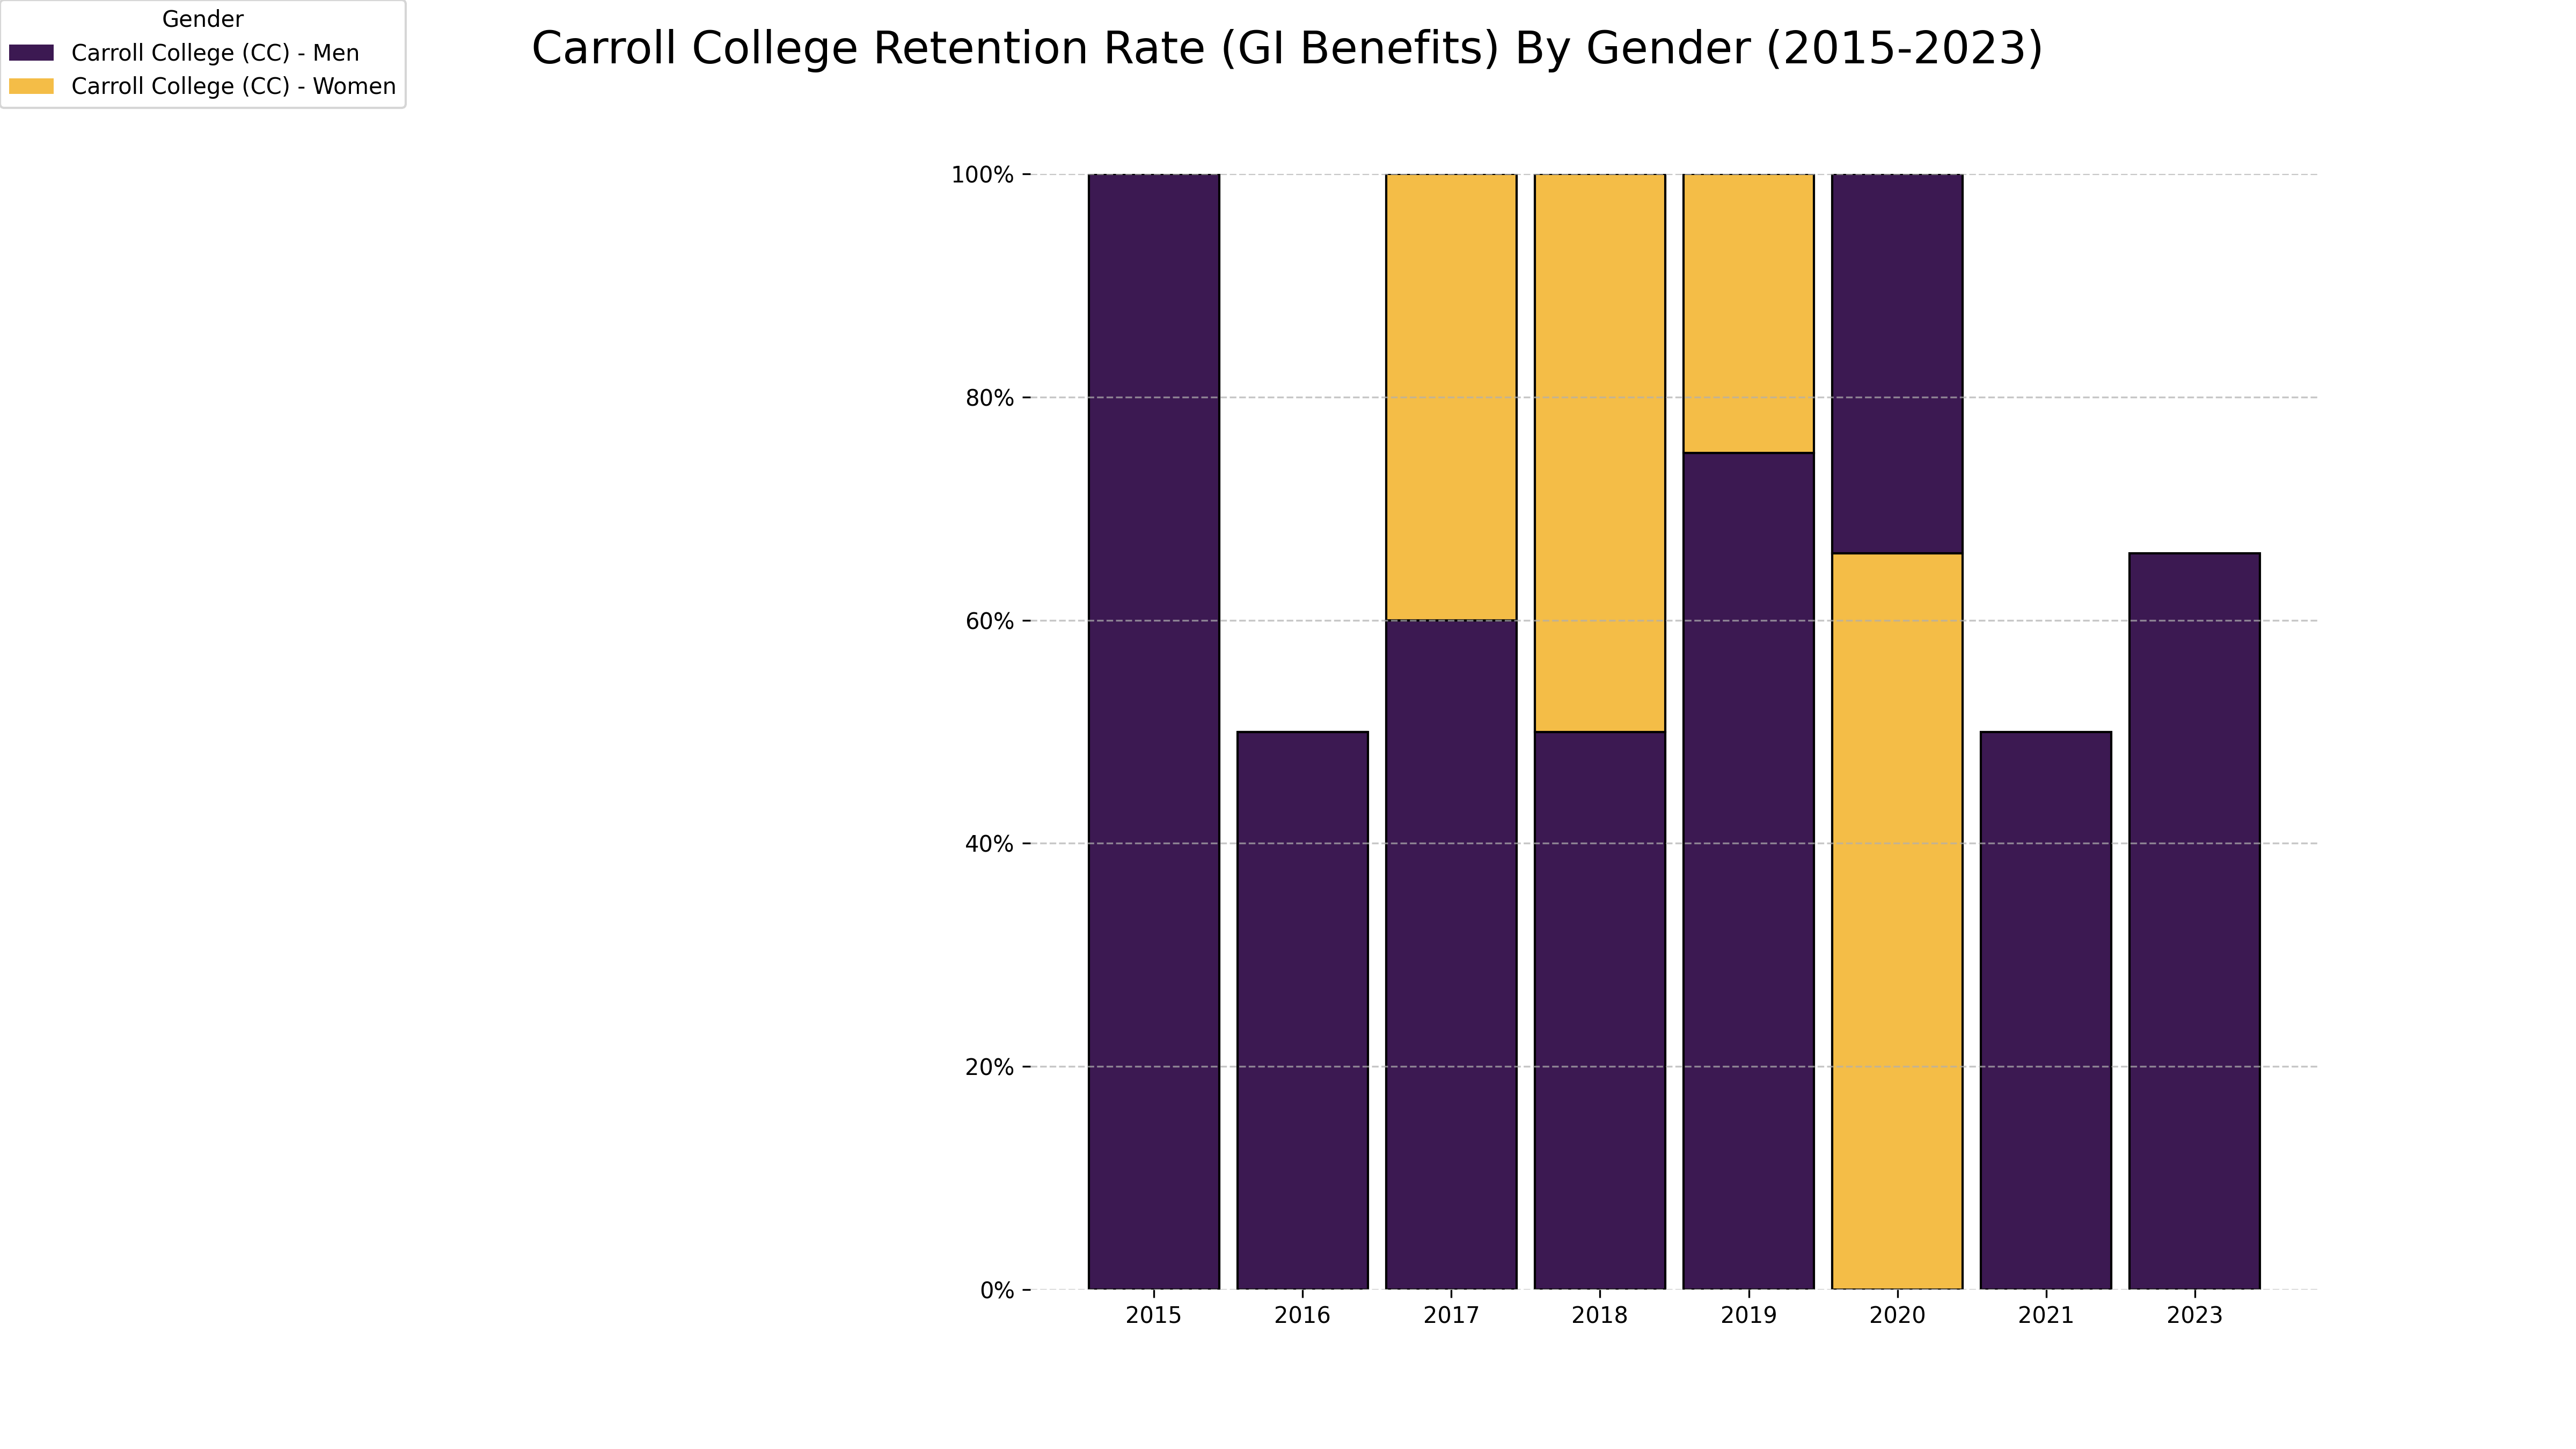 Gender
Carroll College (CC) - Men
Carroll College (CC) - Women
Carroll College Retention Rate (GI Benefits) By Gender (2015-2023)
100%
80%
60%
40%
20%
0%
2015 2016 2017 2018 2019 2020 2021 2023